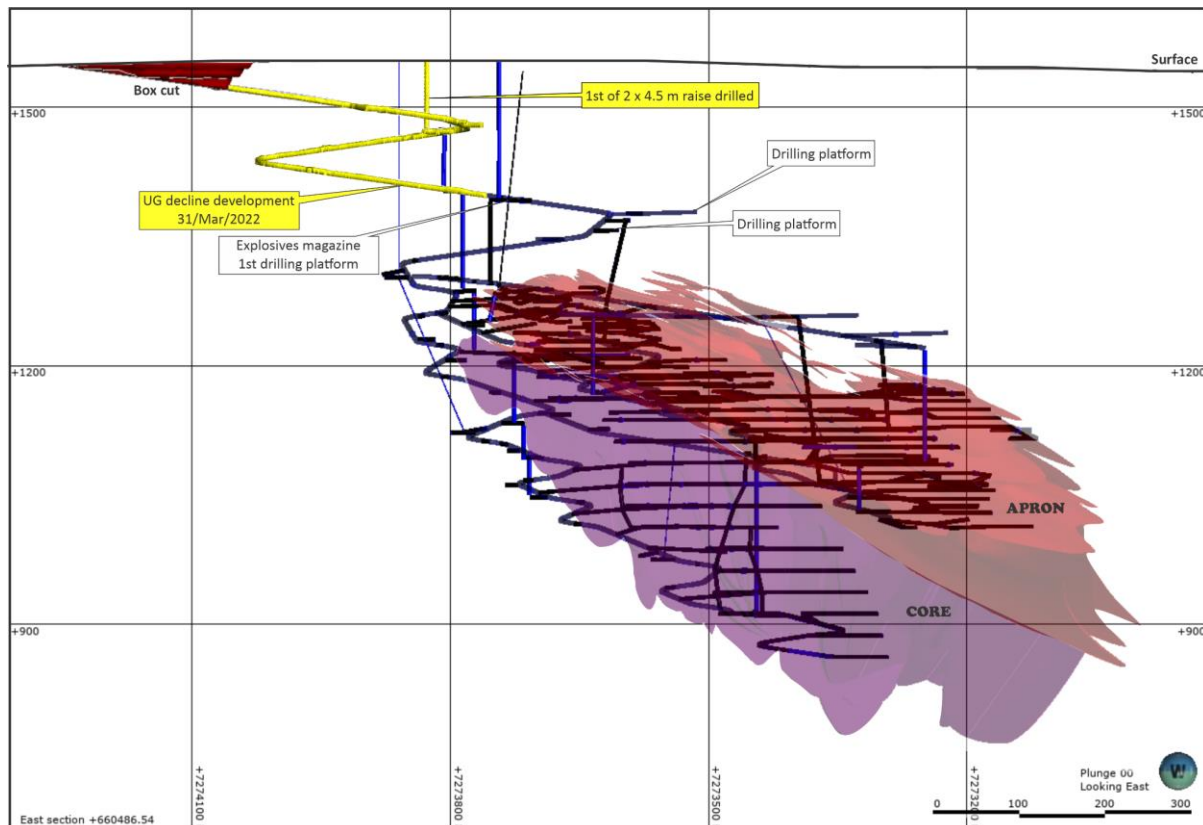 Surface
Box cut
+1500
1st of 2 x 4.5 m raise drilled
+1500
Drilling platform
UG decline development
31/Mar/2022
Drilling platform
Explosives magazine
1st drilling platform
+1200
+1200
APRON
CORE
+900
+900
+7274100
+7273800
+7273500
+7273200
Plunge 00
Looking East
W
0 100 200 300
East section +660486.54